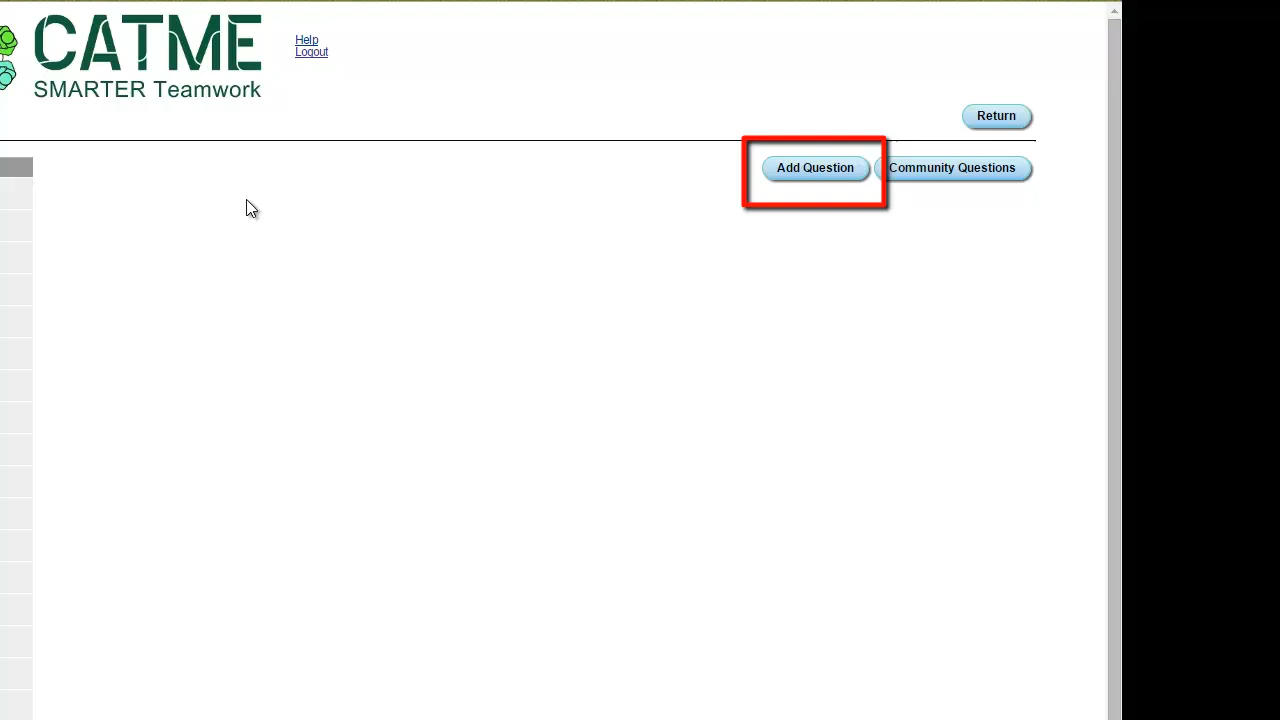 CATME
SMARTER Teamwork
Help
Logout
Return
Add Question
Community Questions